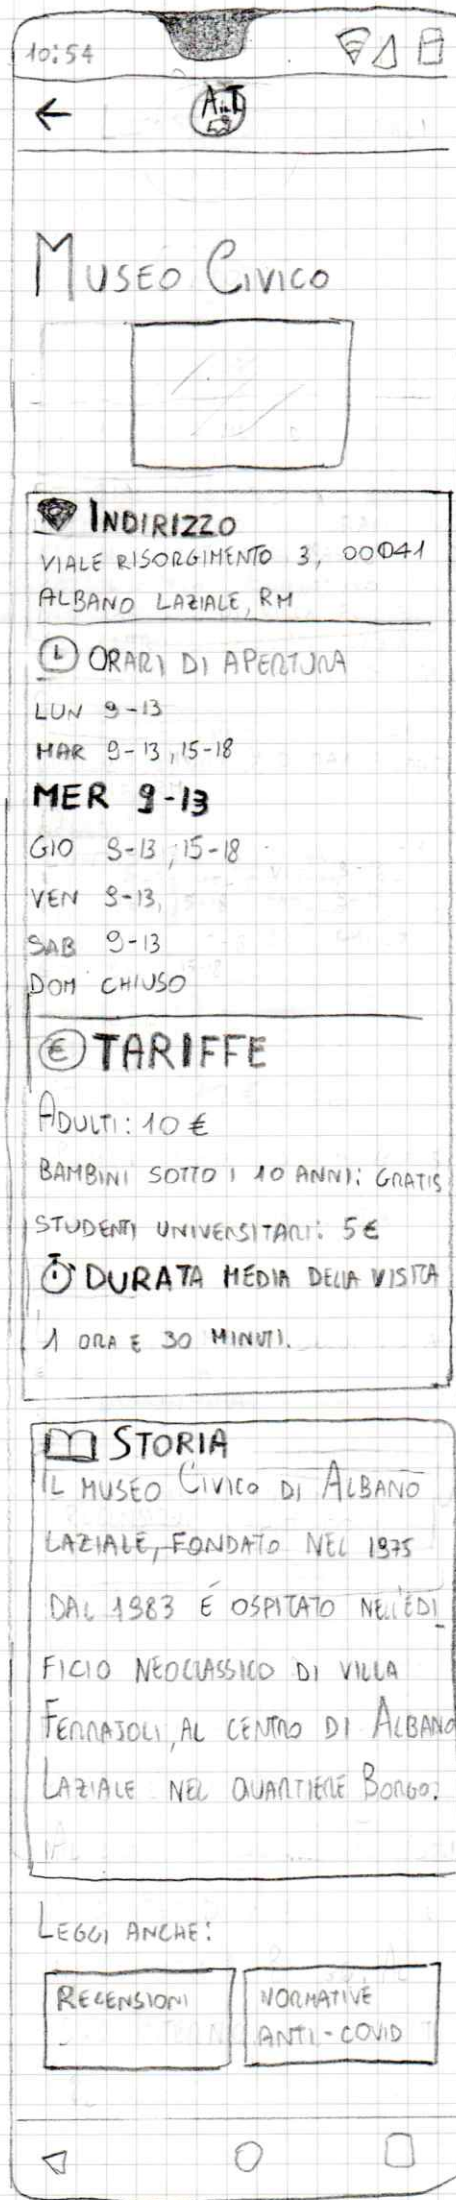 10:54
A in T
MUSEO CIVICO
INDIRIZZO
VIALE RISORGIMENTO 3, 00041
ALBANO LAZIALE, RM
ORARI DI APERTURA
LUN 9-13
MAR 9-13, 15-18
MER 9-13
GIO 9-13, 15-18
VEN 9-13,
SAB 9-13
DOM CHIUSO
€ TARIFFE
ADULTI: 10 €
BAMBINI SOTTO I 10 ANNI: GRATIS
STUDENTI UNIVERSITARI: 5€
DURATA MEDIA DELLA VISITA
1 ORA E 30 MINUTI.
STORIA
IL MUSEO CIVICO DI ALBANO
LAZIALE, FONDATO NEL 1975
DAL 1983 É OSPITATO NELL'EDI
FICIO NEOCLASSICO DI VILLA
FERRAJOLI, AL CENTRO DI ALBANO
LAZIALE NEL QUARTIERE BORGO.
LEGGI ANCHE:
RECENSIONI
NORMATIVE
ANTI-COVID